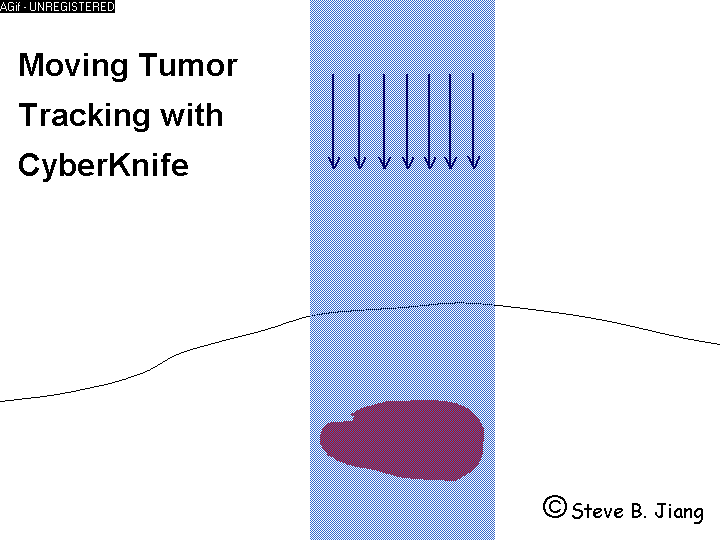 AGif - UNREGISTERED
Moving Tumor
Tracking with
CyberKnife
© Steve B. Jiang